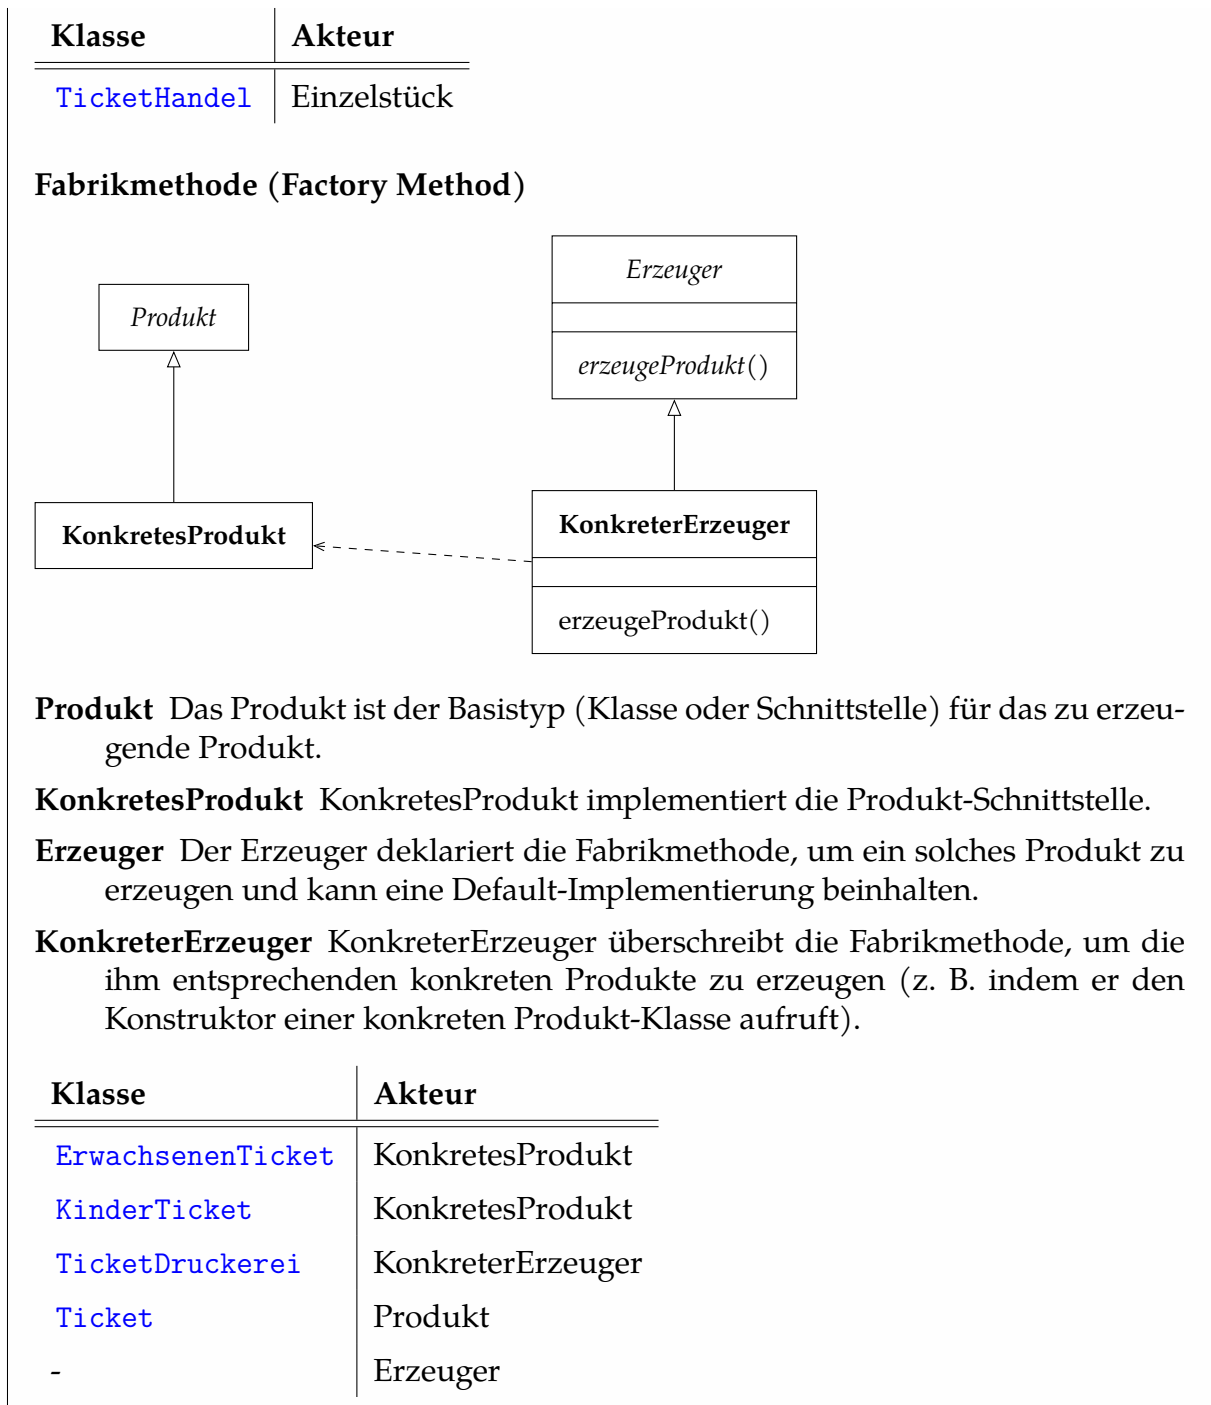 Klasse Akteur
TicketHandel Einzelstück
Fabrikmethode (Factory Method)
Erzeuger
Produkt
erzeugeProdukt()
KonkretesProdukt
KonkreterErzeuger
erzeugeProdukt()
Produkt Das Produkt ist der Basistyp (Klasse oder Schnittstelle) für das zu erzeu-
gende Produkt.
KonkretesProdukt KonkretesProdukt implementiert die Produkt-Schnittstelle.
Erzeuger Der Erzeuger deklariert die Fabrikmethode, um ein solches Produkt zu
erzeugen und kann eine Default-Implementierung beinhalten.
KonkreterErzeuger KonkreterErzeuger überschreibt die Fabrikmethode, um die
ihm entsprechenden konkreten Produkte zu erzeugen (z. B. indem er den
Konstruktor einer konkreten Produkt-Klasse aufruft).
Klasse Akteur
ErwachsenenTicket KonkretesProdukt
KinderTicket KonkretesProdukt
TicketDruckerei KonkreterErzeuger
Ticket Produkt
- Erzeuger